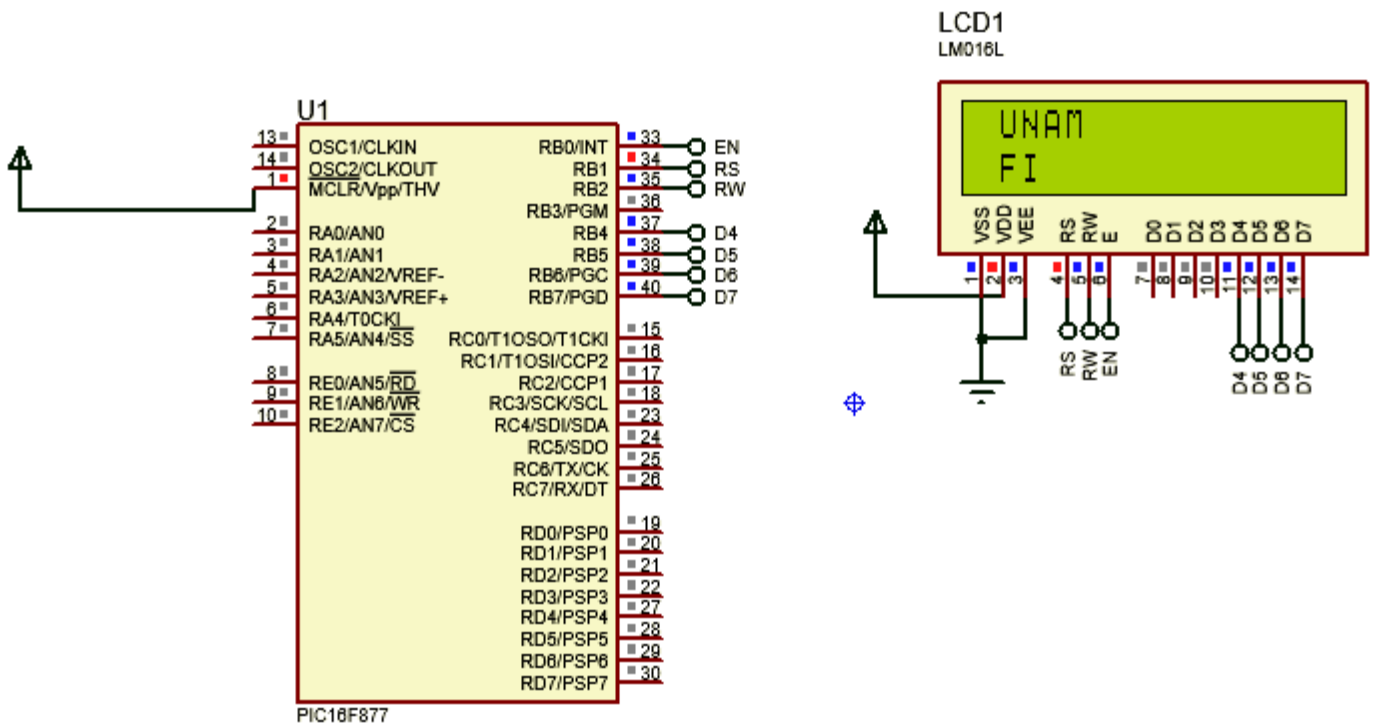 U1
13
OSC1/CLKIN
14
OSC2/CLKOUT
1
MCLR/Vpp/THV
2
RA0/AN0
3
RA1/AN1
4
RA2/AN2/VREF-
5
RA3/AN3/VREF+
6
RA4/T0CKI
7
RA5/AN4/SS
8
RE0/AN5/RD
9
RE1/AN6/WR
10
RE2/AN7/CS
RB0/INT 33 EN
RB1 34 RS
RB2 35 RW
RB3/PGM 36
RB4 37 D4
RB5 38 D5
RB6/PGC 39 D6
RB7/PGD 40 D7
RC0/T1OSO/T1CKI 15
RC1/T1OSI/CCP2 16
RC2/CCP1 17
RC3/SCK/SCL 18
RC4/SDI/SDA 23
RC5/SDO 24
RC6/TX/CK 25
RC7/RX/DT 26
RD0/PSP0 19
RD1/PSP1 20
RD2/PSP2 21
RD3/PSP3 22
RD4/PSP4 27
RD5/PSP5 28
RD6/PSP6 29
RD7/PSP7 30
PIC16F877
LCD1
LM016L
UNAM
FI
VSS VDD VEE RS RW E D0 D1 D2 D3 D4 D5 D6 D7
1 2 3 4 5 6 7 8 9 10 11 12 13 14
RS RW EN D4 D5 D6 D7